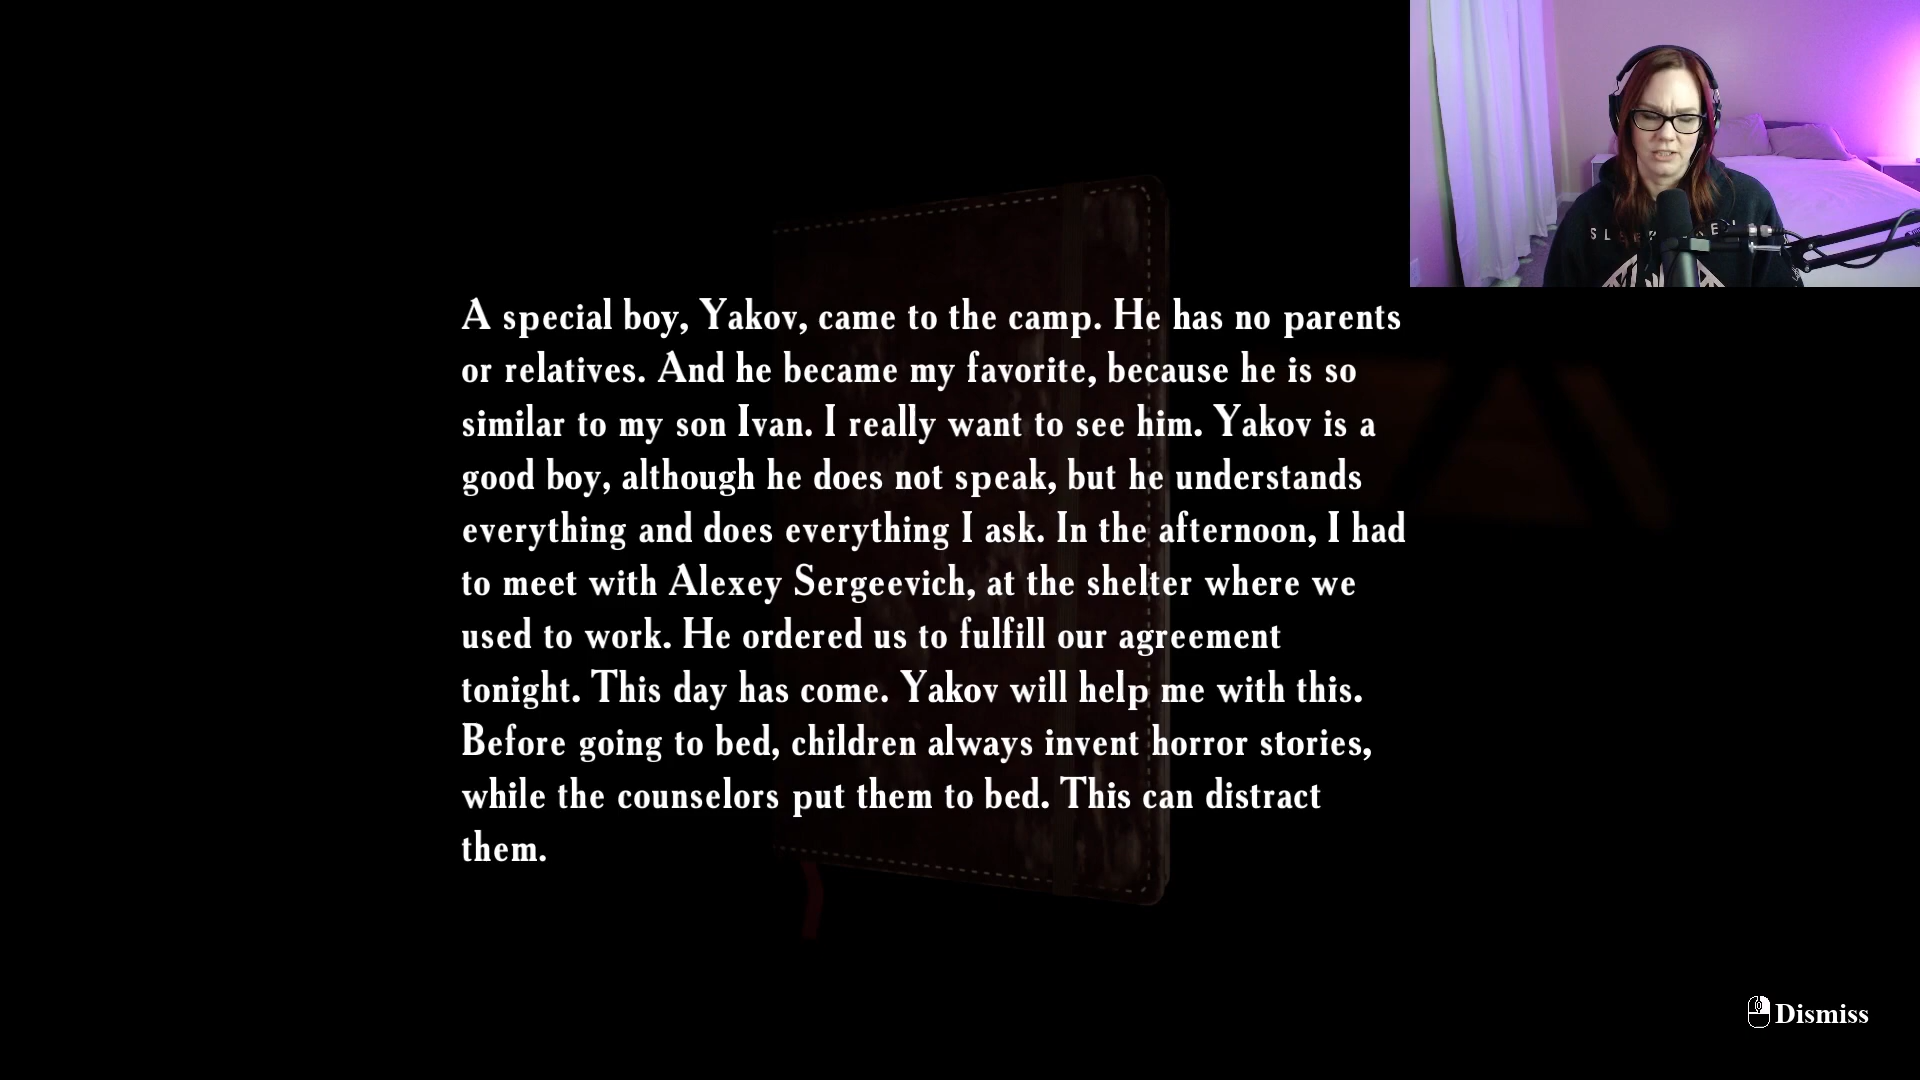 A special boy, Yakov, came to the camp. He has no parents
or relatives. And he became my favorite, because he is so
similar to my son Ivan. I really want to see him. Yakov is a
good boy, although he does not speak, but he understands
everything and does everything I ask. In the afternoon, I had
to meet with Alexey Sergeevich, at the shelter where we
used to work. He ordered us to fulfill our agreement
tonight. This day has come. Yakov will help me with this.
Before going to bed, children always invent horror stories,
while the counselors put them to bed. This can distract
them.
Dismiss